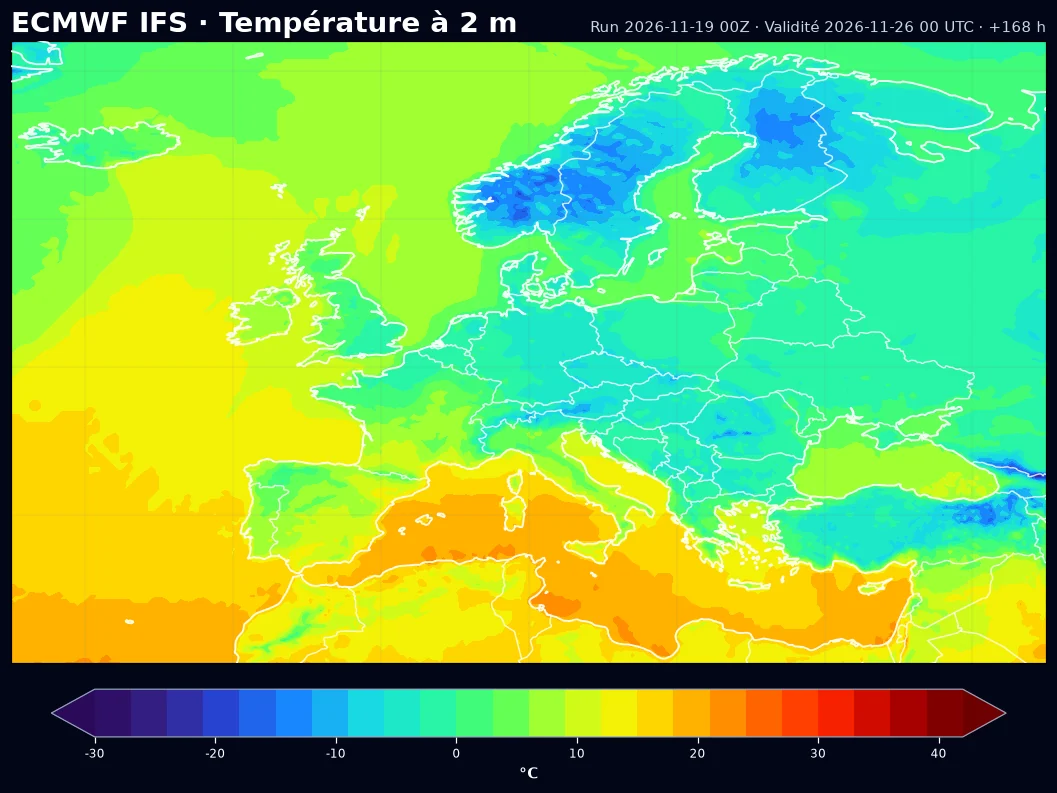 ECMWF IFS · Température à 2 m
Run 2026-11-19 00Z · Validité 2026-11-26 00 UTC · +168 h
-30 -20 -10 0 10 20 30 40
°C